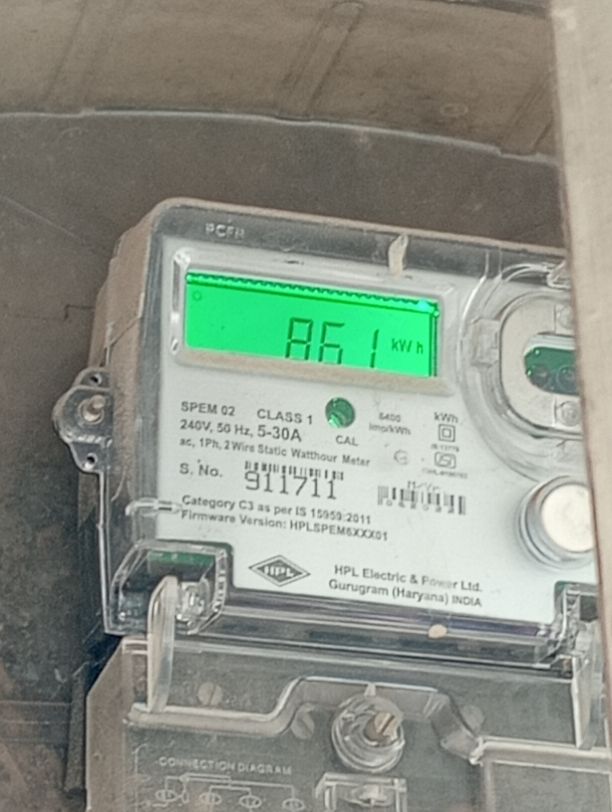 861 kWh
SPEM 02 CLASS 1
240V, 50 Hz, 5-30A
CAL
6400
imp/kWh
kWh
ac, 1Ph, 2 Wire Static Watthour Meter
S. No. 911711
M/Yr.
Category C3 as per IS 15959:2011
Firmware Version: HPLSPEM6XXX01
HPL
HPL Electric & Power Ltd.
Gurugram (Haryana) INDIA
CONNECTION DIAGRAM